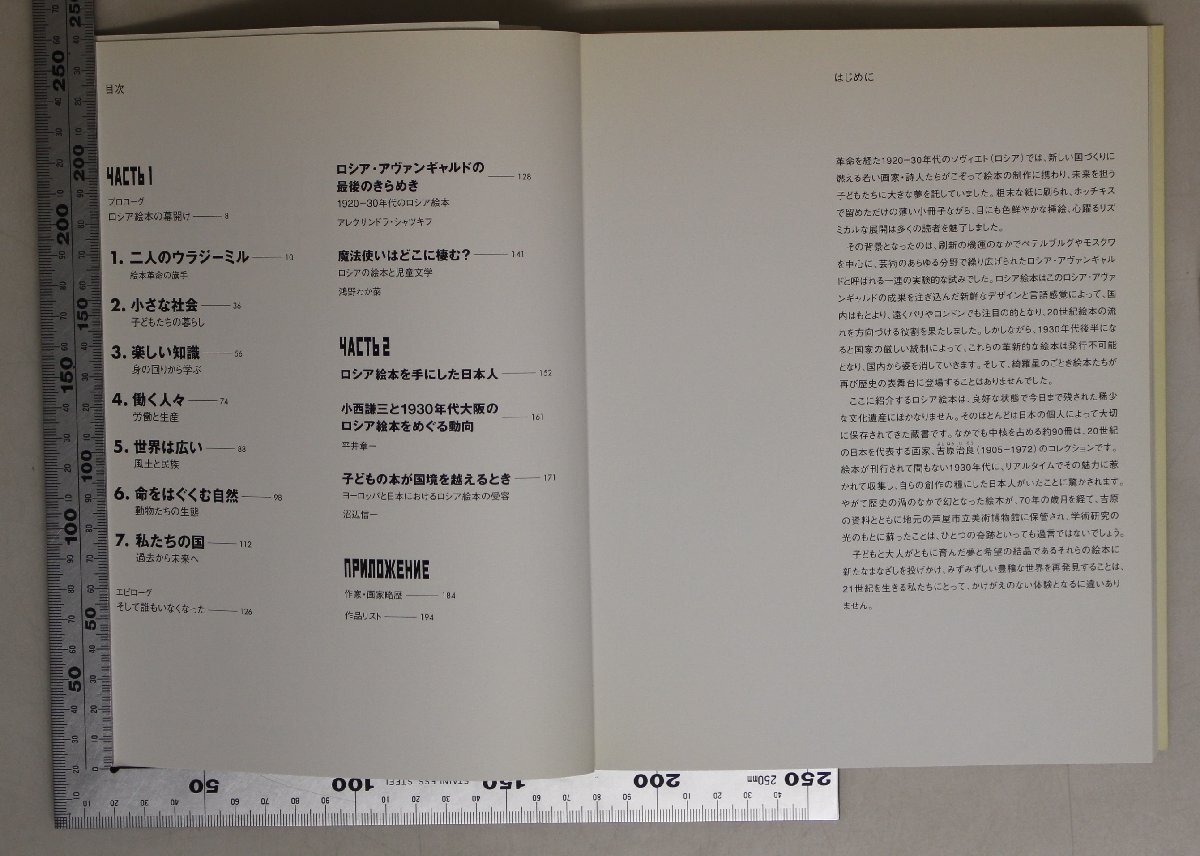 目次
ЧАСТЬ 1
プロローグ
ロシア絵本の幕開け 8
1. 二人のウラジーミル 10
絵本革命の旗手
2. 小さな社会 36
子どもたちの暮らし
3. 楽しい知識 56
身の回りから学ぶ
4. 働く人々 74
労働と生産
5. 世界は広い 88
風土と民族
6. 命をはぐくむ自然 98
動物たちの生態
7. 私たちの国 112
過去から未来へ
エピローグ
そして誰もいなくなった 126
ロシア・アヴァンギャルドの
最後のきらめき 128
1920-30年代のロシア絵本
アレクサンドラ・シャツキフ
魔法使いはどこに棲む? 141
ロシアの絵本と児童文学
鴻野わか菜
ЧАСТЬ 2
ロシア絵本を手にした日本人 152
小西謙三と1930年代大阪の
ロシア絵本をめぐる動向 161
平井章一
子どもの本が国境を越えるとき 171
ヨーロッパと日本におけるロシア絵本の受容
沼辺信一
ПРИЛОЖЕНИЕ
作家・画家略歴 184
作品リスト 194
はじめに
革命を経た1920-30年代のソヴィエト(ロシア)では、新しい国づくりに
燃える若い画家・詩人たちがこぞって絵本の制作に携わり、未来を担う
子どもたちに大きな夢を託していました。粗末な紙に刷られ、ホッチキス
で留めただけの薄い小冊子ながら、目にも色鮮やかな挿絵、心躍るリズ
ミカルな展開は多くの読者を魅了しました。
その背景となったのは、刷新の機運のなかでペテルブルグやモスクワ
を中心に、芸術のあらゆる分野で繰り広げられたロシア・アヴァンギャル
ドと呼ばれる一連の実験的な試みでした。ロシア絵本はこのロシア・アヴァ
ンギャルドの成果を注ぎ込んだ新鮮なデザインと言語感覚によって、国
内はもとより、遠くパリやロンドンでも注目の的となり、20世紀絵本の流
れを方向づける役割を果たしました。しかしながら、1930年代後半にな
ると国家の厳しい統制によって、これらの革新的な絵本は発行不可能
となり、国内から姿を消していきます。そして、綺羅星のごとき絵本たちが
再び歴史の表舞台に登場することはありませんでした。
ここに紹介するロシア絵本は、良好な状態で今日まで残された稀少
な文化遺産にほかなりません。そのほとんどは日本の個人によって大切
に保存されてきた蔵書です。なかでも中核を占める約90冊は、20世紀
の日本を代表する画家、吉原治良(1905-1972)のコレクションです。
絵本が刊行されて間もない1930年代に、リアルタイムでその魅力に惹
かれて収集し、自らの創作の糧にした日本人がいたことに驚かされます。
やがて歴史の渦のなかで幻となった絵本が、70年の歳月を経て、吉原
の資料とともに地元の芦屋市立美術博物館に保管され、学術研究の
光のもとに蘇ったことは、ひとつの奇跡といっても過言ではないでしょう。
子どもと大人がともに育んだ夢と希望の結晶であるそれらの絵本に
新たなまなざしを投げかけ、みずみずしい豊穣な世界を再発見することは、
21世紀を生きる私たちにとって、かけがえのない体験となるに違いあり
ません。